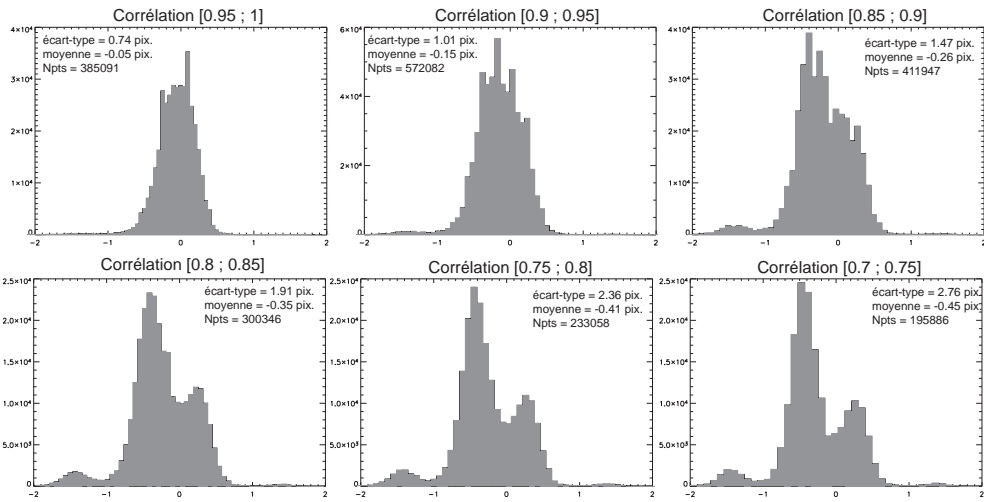 Corrélation [0.95 ; 1]
écart-type = 0.74 pix.
moyenne = -0.05 pix.
Npts = 385091
4×10⁴
3×10⁴
2×10⁴
1×10⁴
0
-2 -1 0 1 2
Corrélation [0.9 ; 0.95]
écart-type = 1.01 pix.
moyenne = -0.15 pix.
Npts = 572082
6×10⁴
4×10⁴
2×10⁴
0
-2 -1 0 1 2
Corrélation [0.85 ; 0.9]
écart-type = 1.47 pix.
moyenne = -0.26 pix.
Npts = 411947
4×10⁴
3×10⁴
2×10⁴
1×10⁴
0
-2 -1 0 1 2
Corrélation [0.8 ; 0.85]
écart-type = 1.91 pix.
moyenne = -0.35 pix.
Npts = 300346
2.5×10⁴
2.0×10⁴
1.5×10⁴
1.0×10⁴
5.0×10³
0
-2 -1 0 1 2
Corrélation [0.75 ; 0.8]
écart-type = 2.36 pix.
moyenne = -0.41 pix.
Npts = 233058
2.5×10⁴
2.0×10⁴
1.5×10⁴
1.0×10⁴
5.0×10³
0
-2 -1 0 1 2
Corrélation [0.7 ; 0.75]
écart-type = 2.76 pix.
moyenne = -0.45 pix.
Npts = 195886
2.5×10⁴
2.0×10⁴
1.5×10⁴
1.0×10⁴
5.0×10³
0
-2 -1 0 1 2